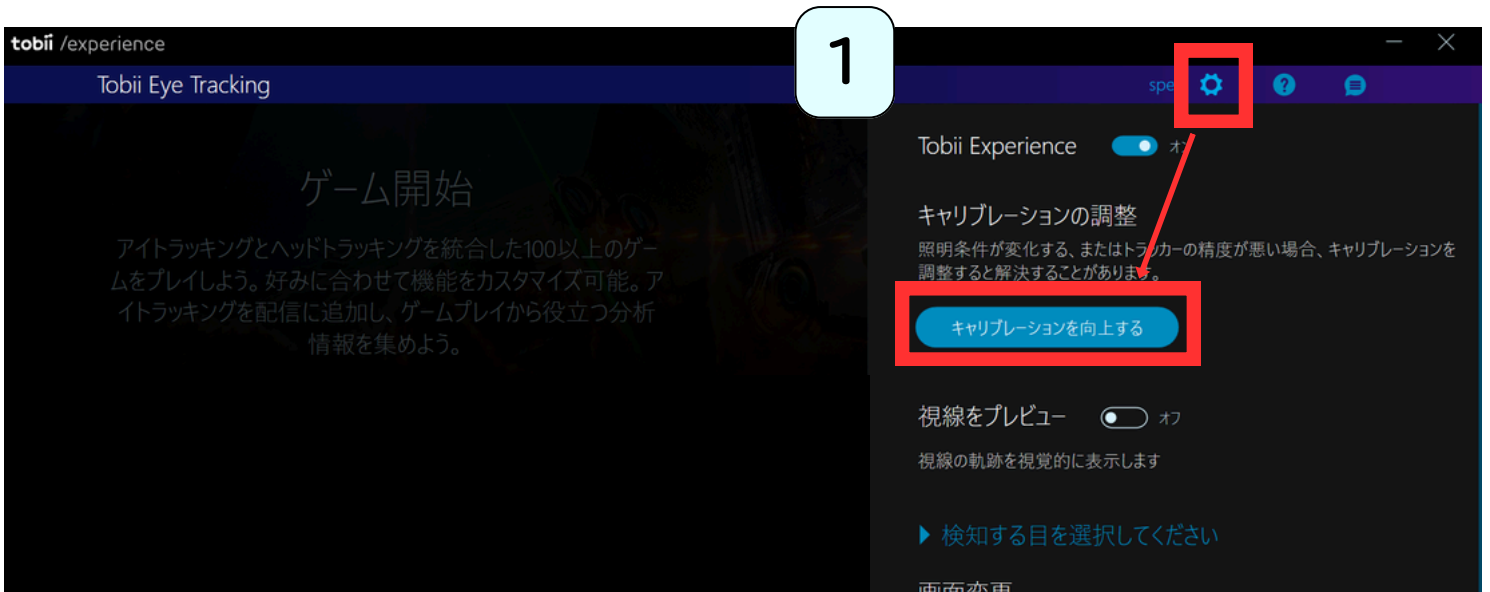 tobii /experience
1
Tobii Eye Tracking
spe
Tobii Experience
キャリブレーションの調整
照明条件が変化する、またはトラッカーの精度が悪い場合、キャリブレーションを
調整すると解決することがあります。
キャリブレーションを向上する
視線をプレビュー オフ
視線の軌跡を視覚的に表示します
検知する目を選択してください
画面変更
ゲーム開始
アイトラッキングとヘッドトラッキングを統合した100以上のゲー
ムをプレイしよう。好みに合わせて機能をカスタマイズ可能。ア
イトラッキングを配信に追加し、ゲームプレイから役立つ分析
情報を集めよう。